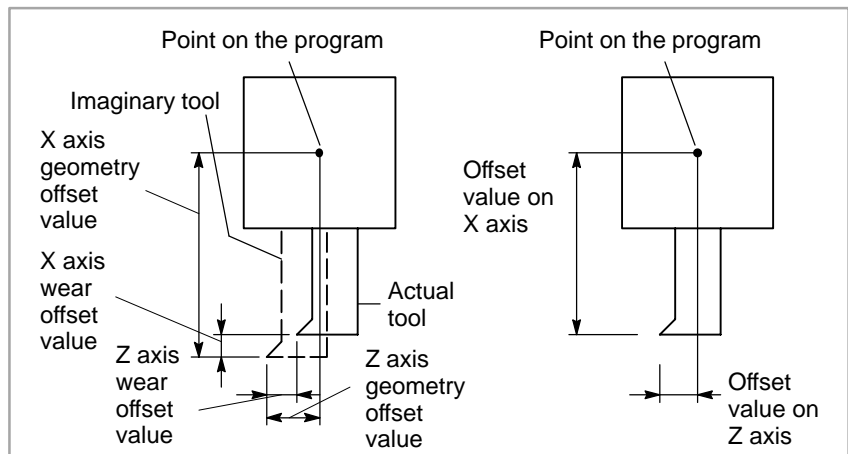 Point on the program
Imaginary tool
X axis
geometry
offset
value
X axis
wear
offset
value
Z axis
wear
offset
value
Z axis
geometry
offset
value
Actual
tool
Point on the program
Offset
value on
X axis
Offset
value on
Z axis